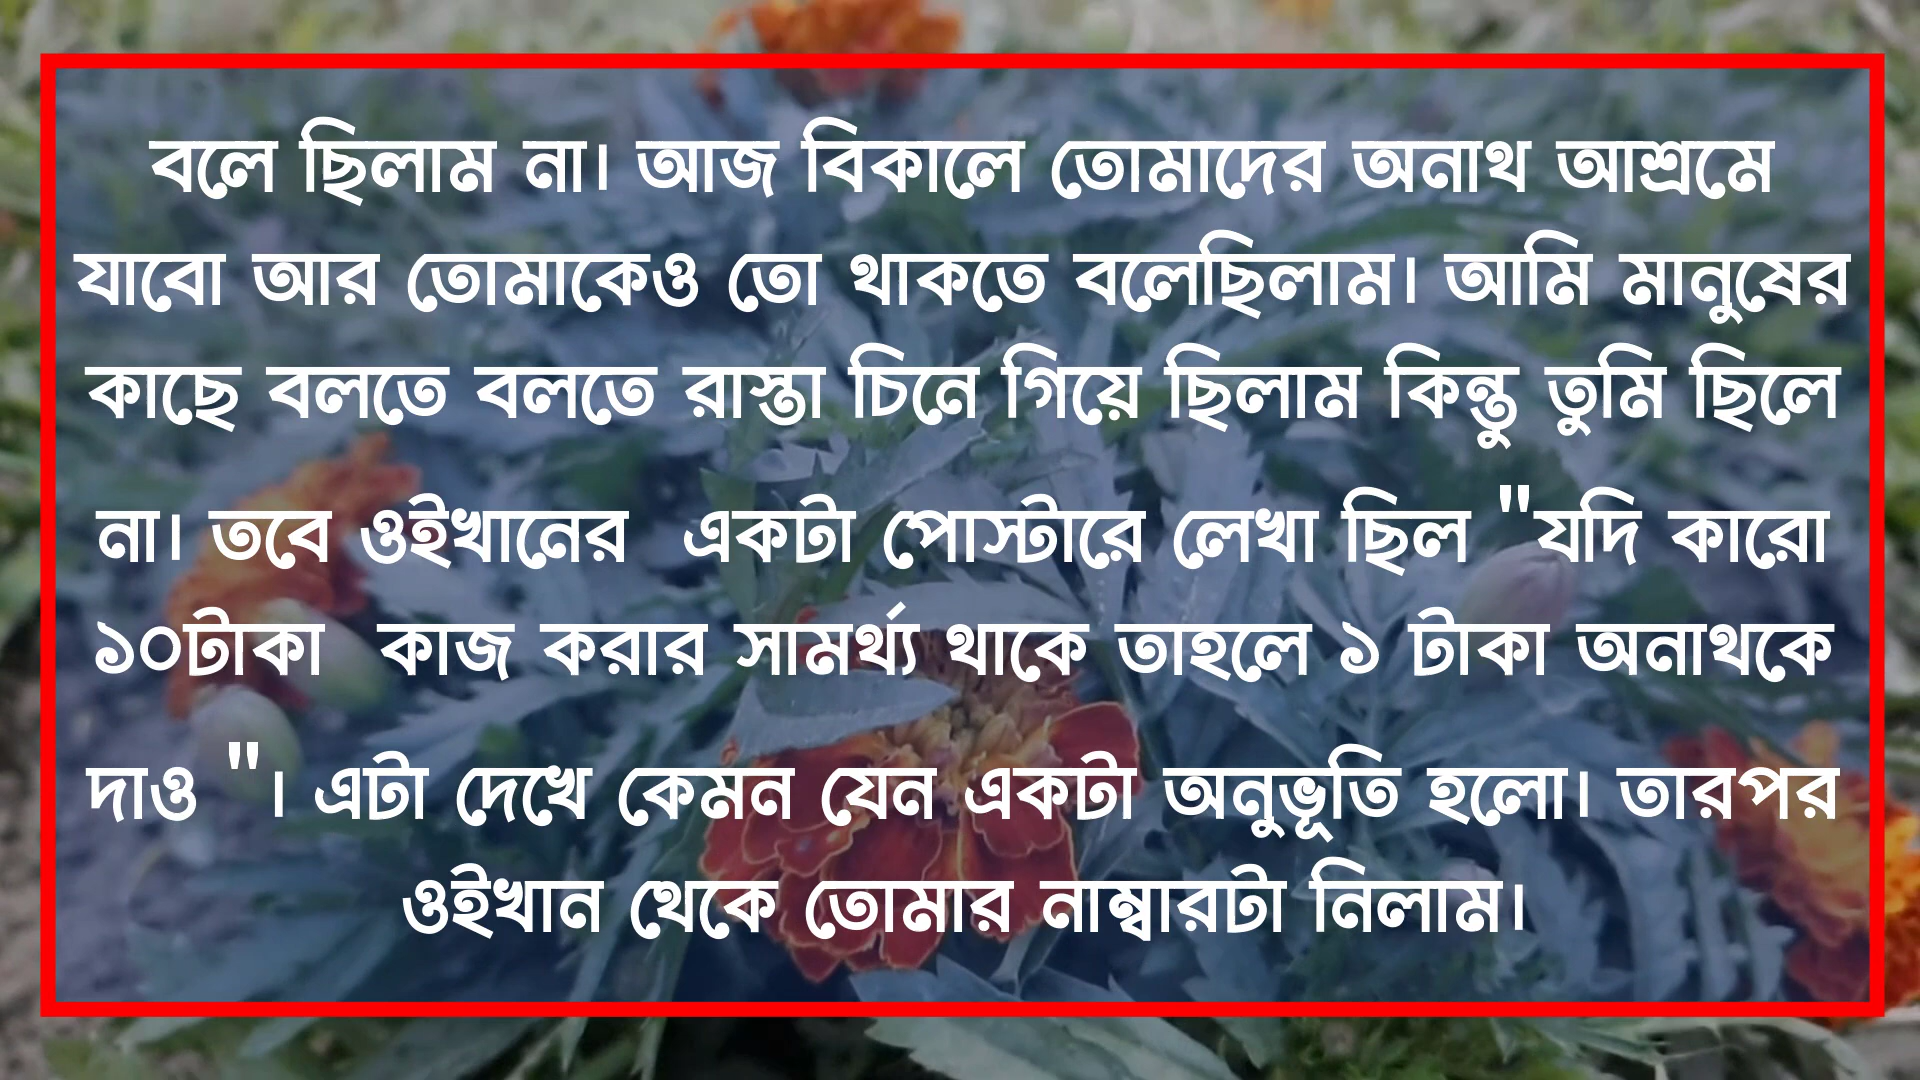 বলে ছিলাম না। আজ বিকালে তোমাদের অনাথ আশ্রমে
যাবো আর তোমাকেও তো থাকতে বলেছিলাম। আমি মানুষের
কাছে বলতে বলতে রাস্তা চিনে গিয়ে ছিলাম কিন্তু তুমি ছিলে
না। তবে ওইখানের একটা পোস্টারে লেখা ছিল "যদি কারো
১০টাকা কাজ করার সামর্থ্য থাকে তাহলে ১ টাকা অনাথকে
দাও "। এটা দেখে কেমন যেন একটা অনুভূতি হলো। তারপর
ওইখান থেকে তোমার নাম্বারটা নিলাম।